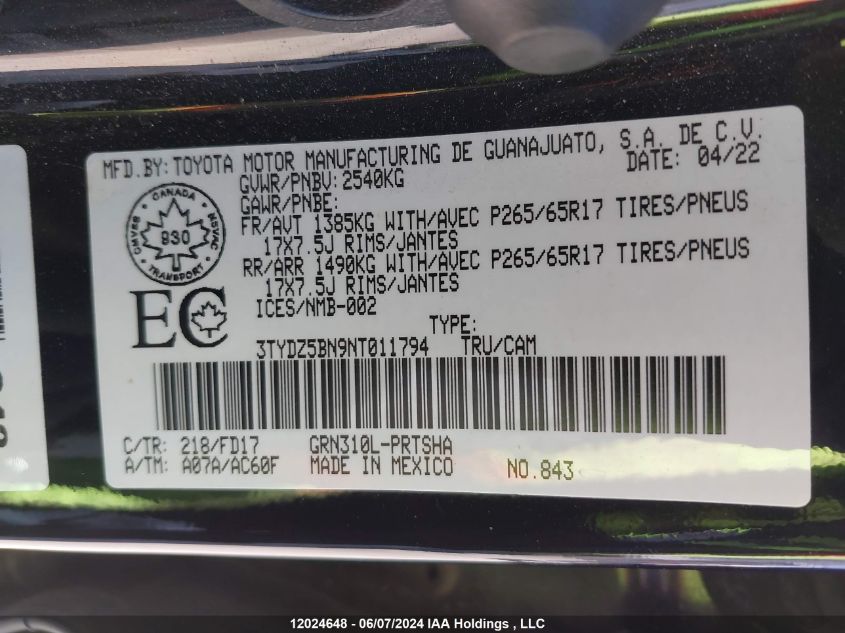 MFD.BY: TOYOTA MOTOR MANUFACTURING DE GUANAJUATO, S.A. DE C.V.
GVWR/PNBV: 2540KG DATE: 04/22
GAWR/PNBE:
FR/AVT 1385KG WITH/AVEC P265/65R17 TIRES/PNEUS
17X7.5J RIMS/JANTES
RR/ARR 1490KG WITH/AVEC P265/65R17 TIRES/PNEUS
17X7.5J RIMS/JANTES
ICES/NMB-002
CANADA
CMVSS 930 NSVAC
TRANSPORT
EC
TYPE:
3TYDZ5BN9NT011794 TRU/CAM
C/TR: 218/FD17 GRN310L-PRTSHA
A/TM: A07A/AC60F MADE IN MEXICO NO.843
12024648 - 06/07/2024 IAA Holdings , LLC